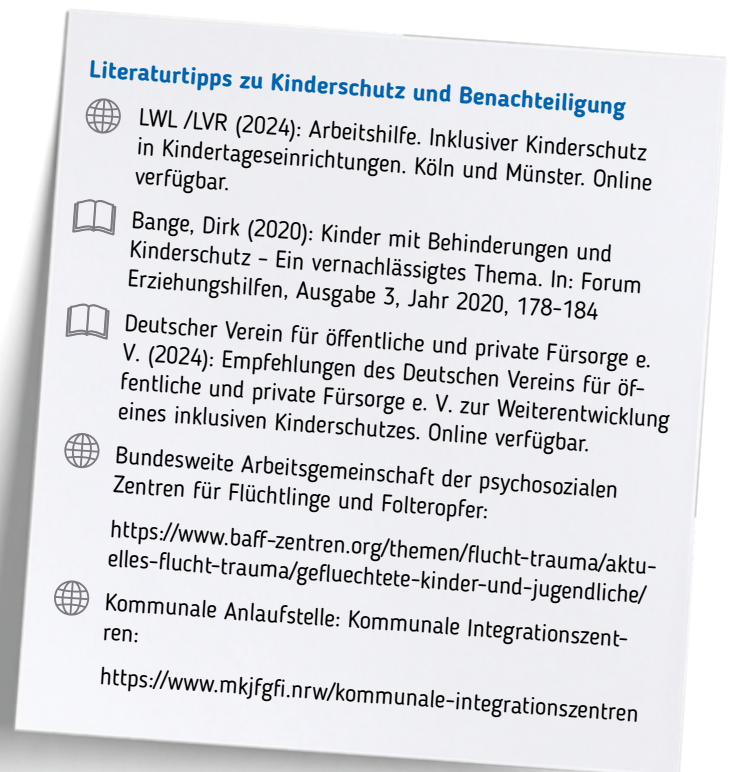 Literaturtipps zu Kinderschutz und Benachteiligung
LWL /LVR (2024): Arbeitshilfe. Inklusiver Kinderschutz
in Kindertageseinrichtungen. Köln und Münster. Online
verfügbar.
Bange, Dirk (2020): Kinder mit Behinderungen und
Kinderschutz – Ein vernachlässigtes Thema. In: Forum
Erziehungshilfen, Ausgabe 3, Jahr 2020, 178-184
Deutscher Verein für öffentliche und private Fürsorge e.
V. (2024): Empfehlungen des Deutschen Vereins für öf-
fentliche und private Fürsorge e. V. zur Weiterentwicklung
eines inklusiven Kinderschutzes. Online verfügbar.
Bundesweite Arbeitsgemeinschaft der psychosozialen
Zentren für Flüchtlinge und Folteropfer:
https://www.baff-zentren.org/themen/flucht-trauma/aktu-
elles-flucht-trauma/gefluechtete-kinder-und-jugendliche/
Kommunale Anlaufstelle: Kommunale Integrationszent-
ren:
https://www.mkjfgfi.nrw/kommunale-integrationszentren